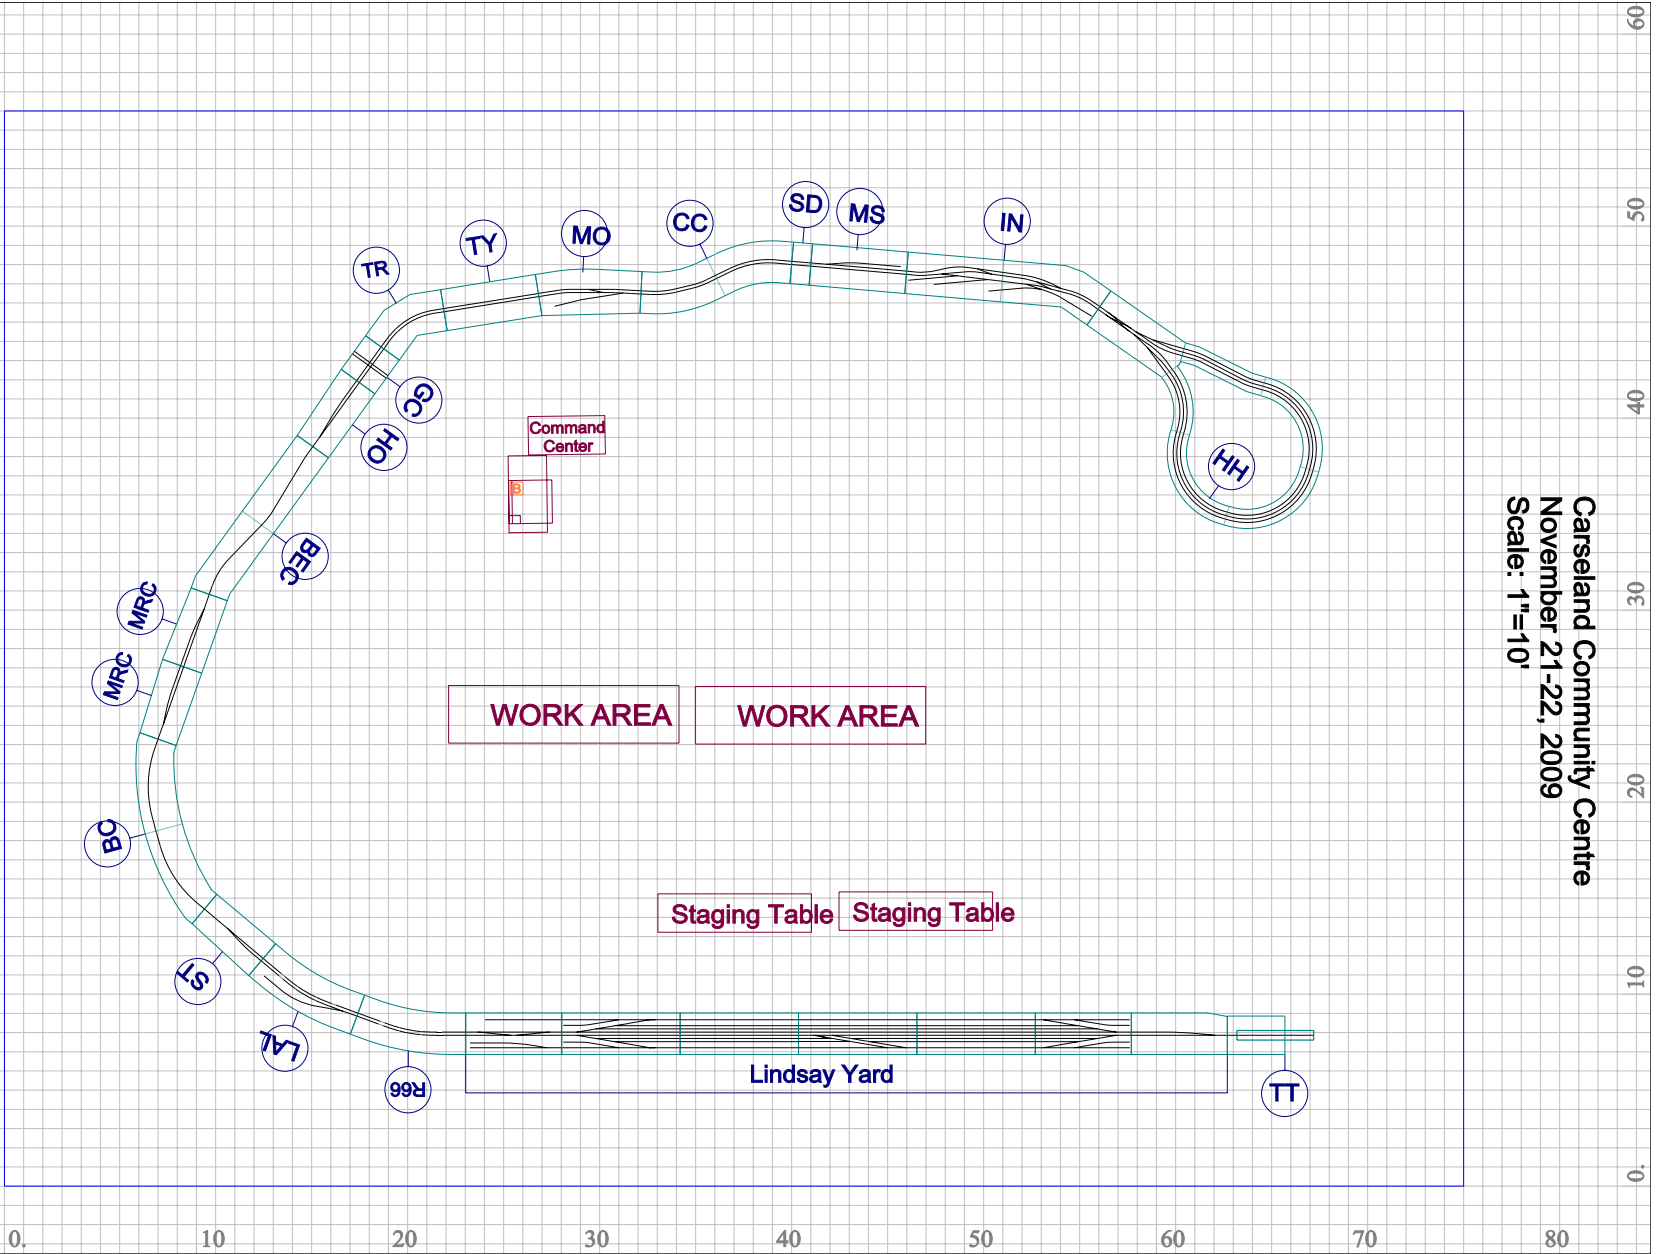 60
SD
MS
IN
CC
MO
TY
TR
50
GC
HO
40
Command
Center
B
HH
Carseland Community Centre
November 21-22, 2009
Scale: 1"=10'
BEC
MRC
30
MRC
WORK AREA
WORK AREA
20
BC
Staging Table
Staging Table
ST
10
LAL
R66
Lindsay Yard
TT
0.
0.
10
20
30
40
50
60
70
80